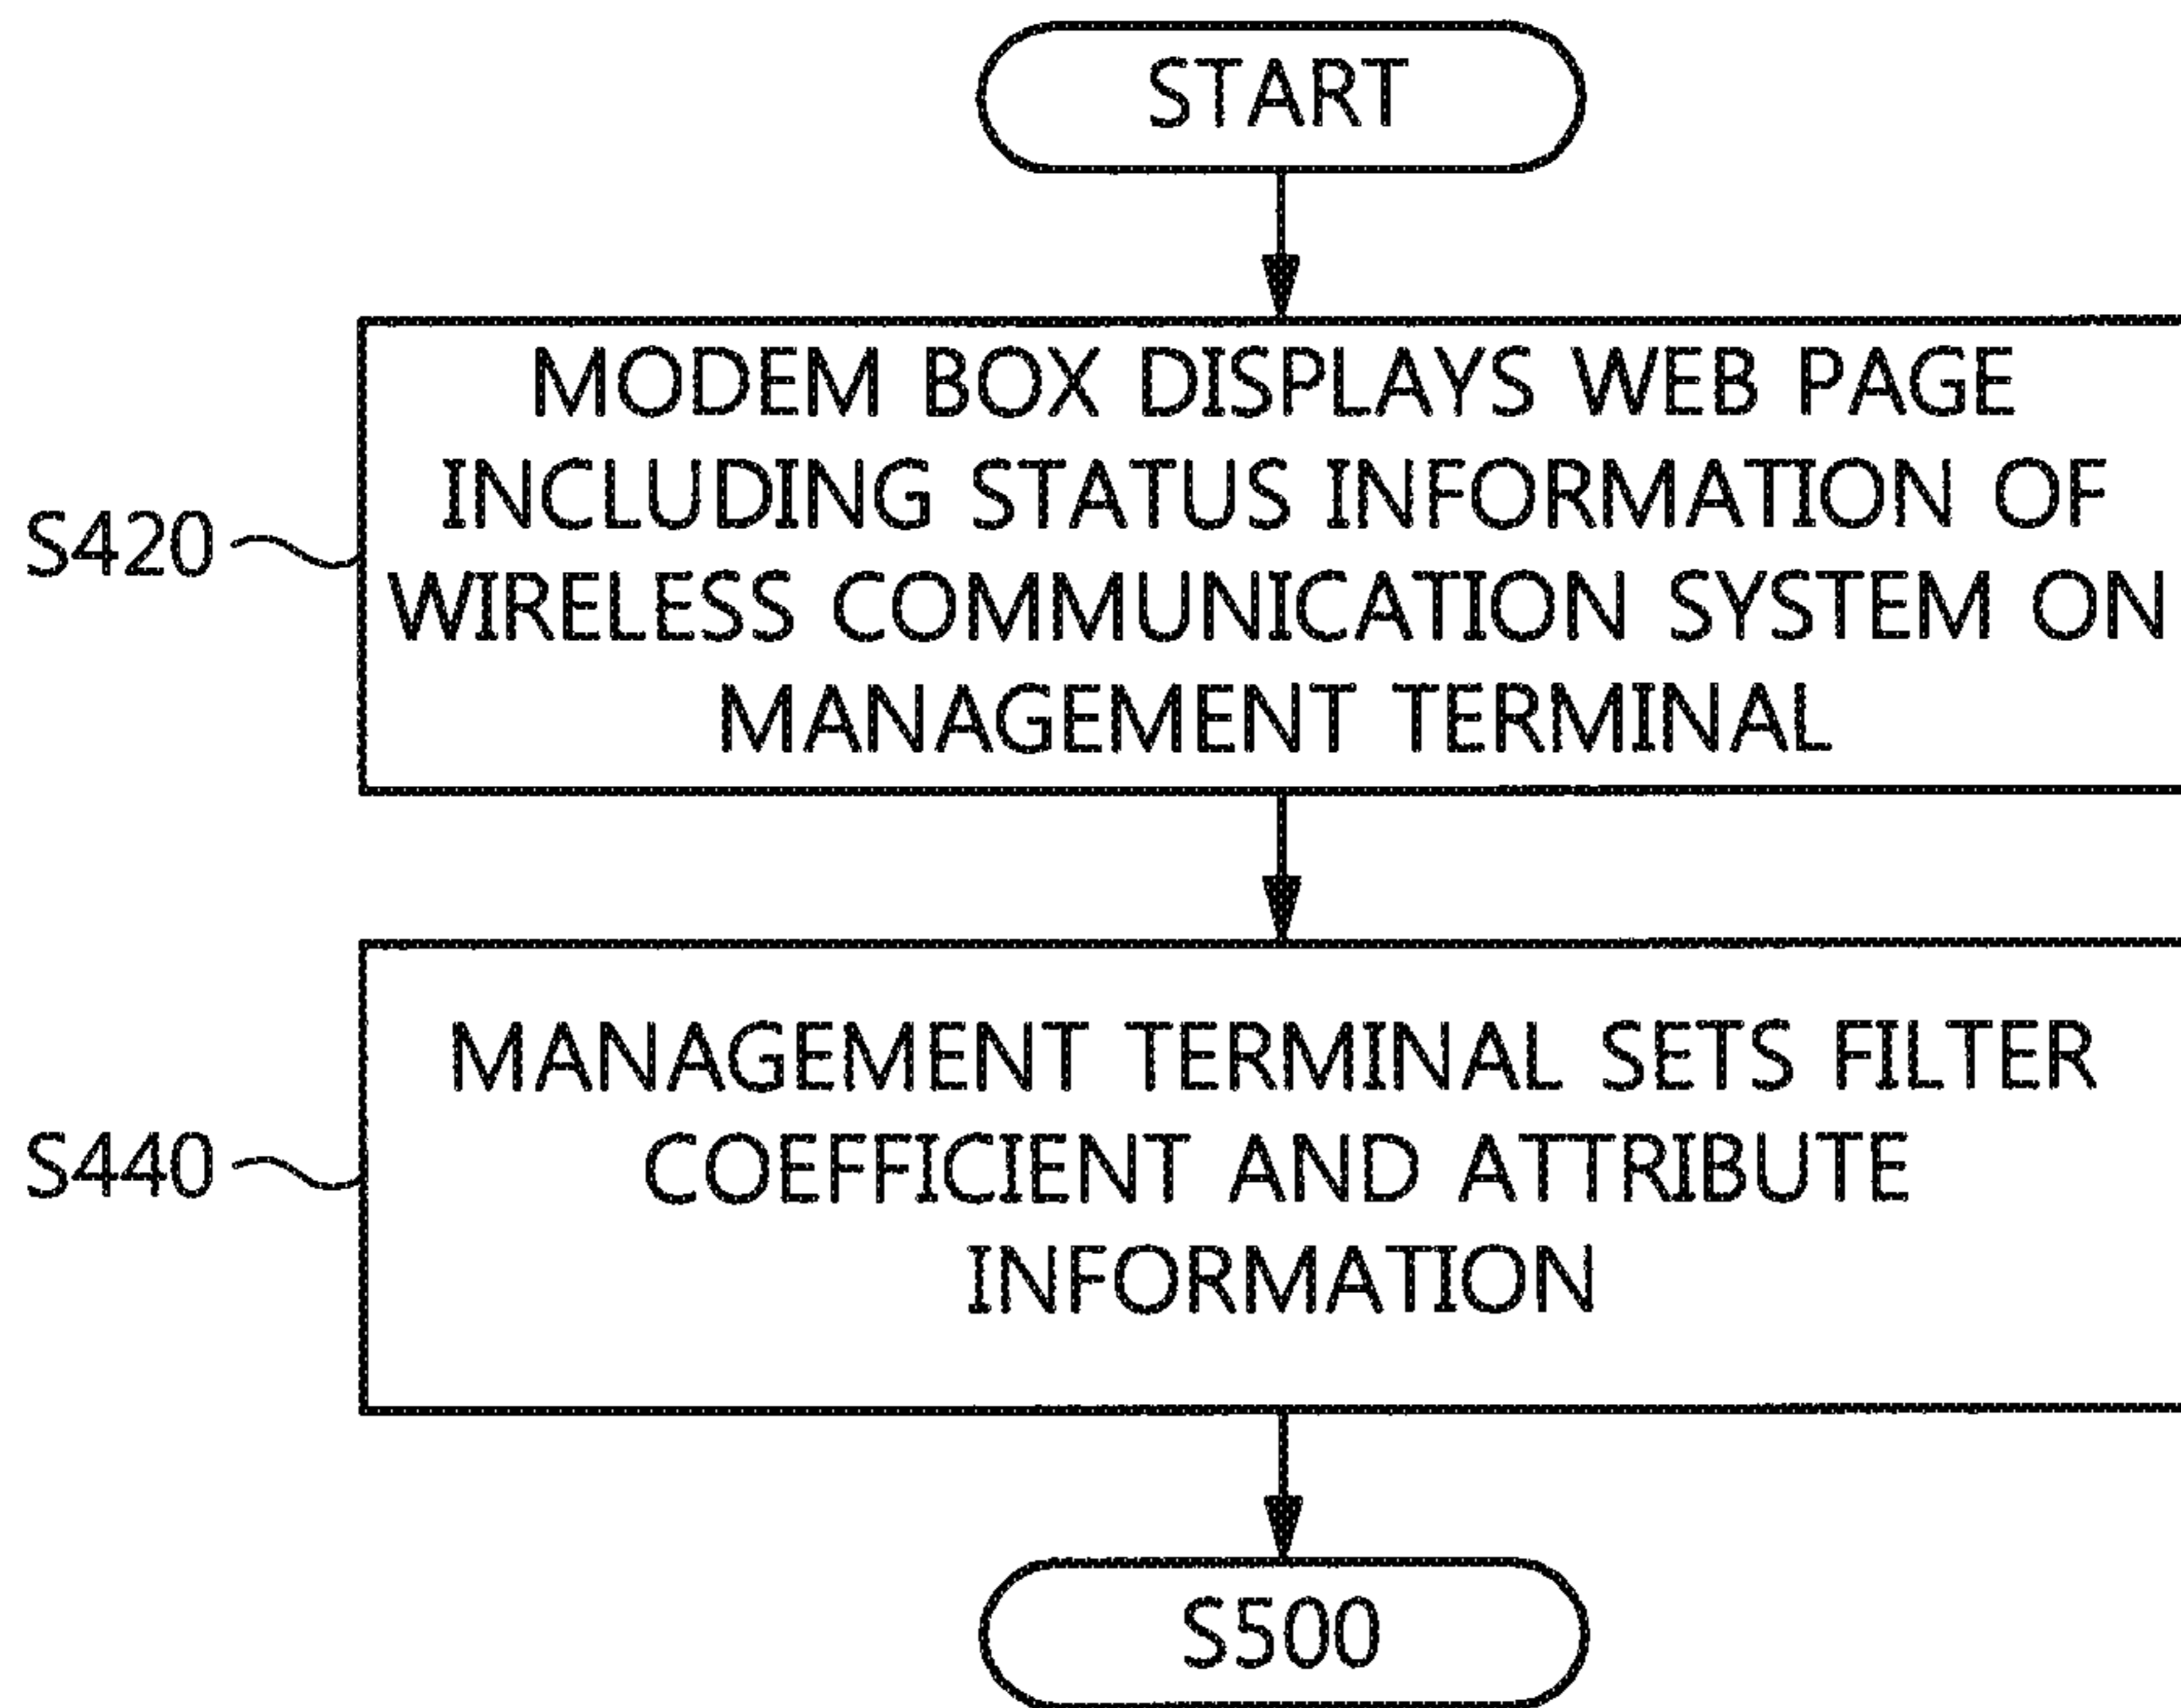 START
MODEM BOX DISPLAYS WEB PAGE
INCLUDING STATUS INFORMATION OF
WIRELESS COMMUNICATION SYSTEM ON
MANAGEMENT TERMINAL
S420
MANAGEMENT TERMINAL SETS FILTER
COEFFICIENT AND ATTRIBUTE
INFORMATION
S440
S500